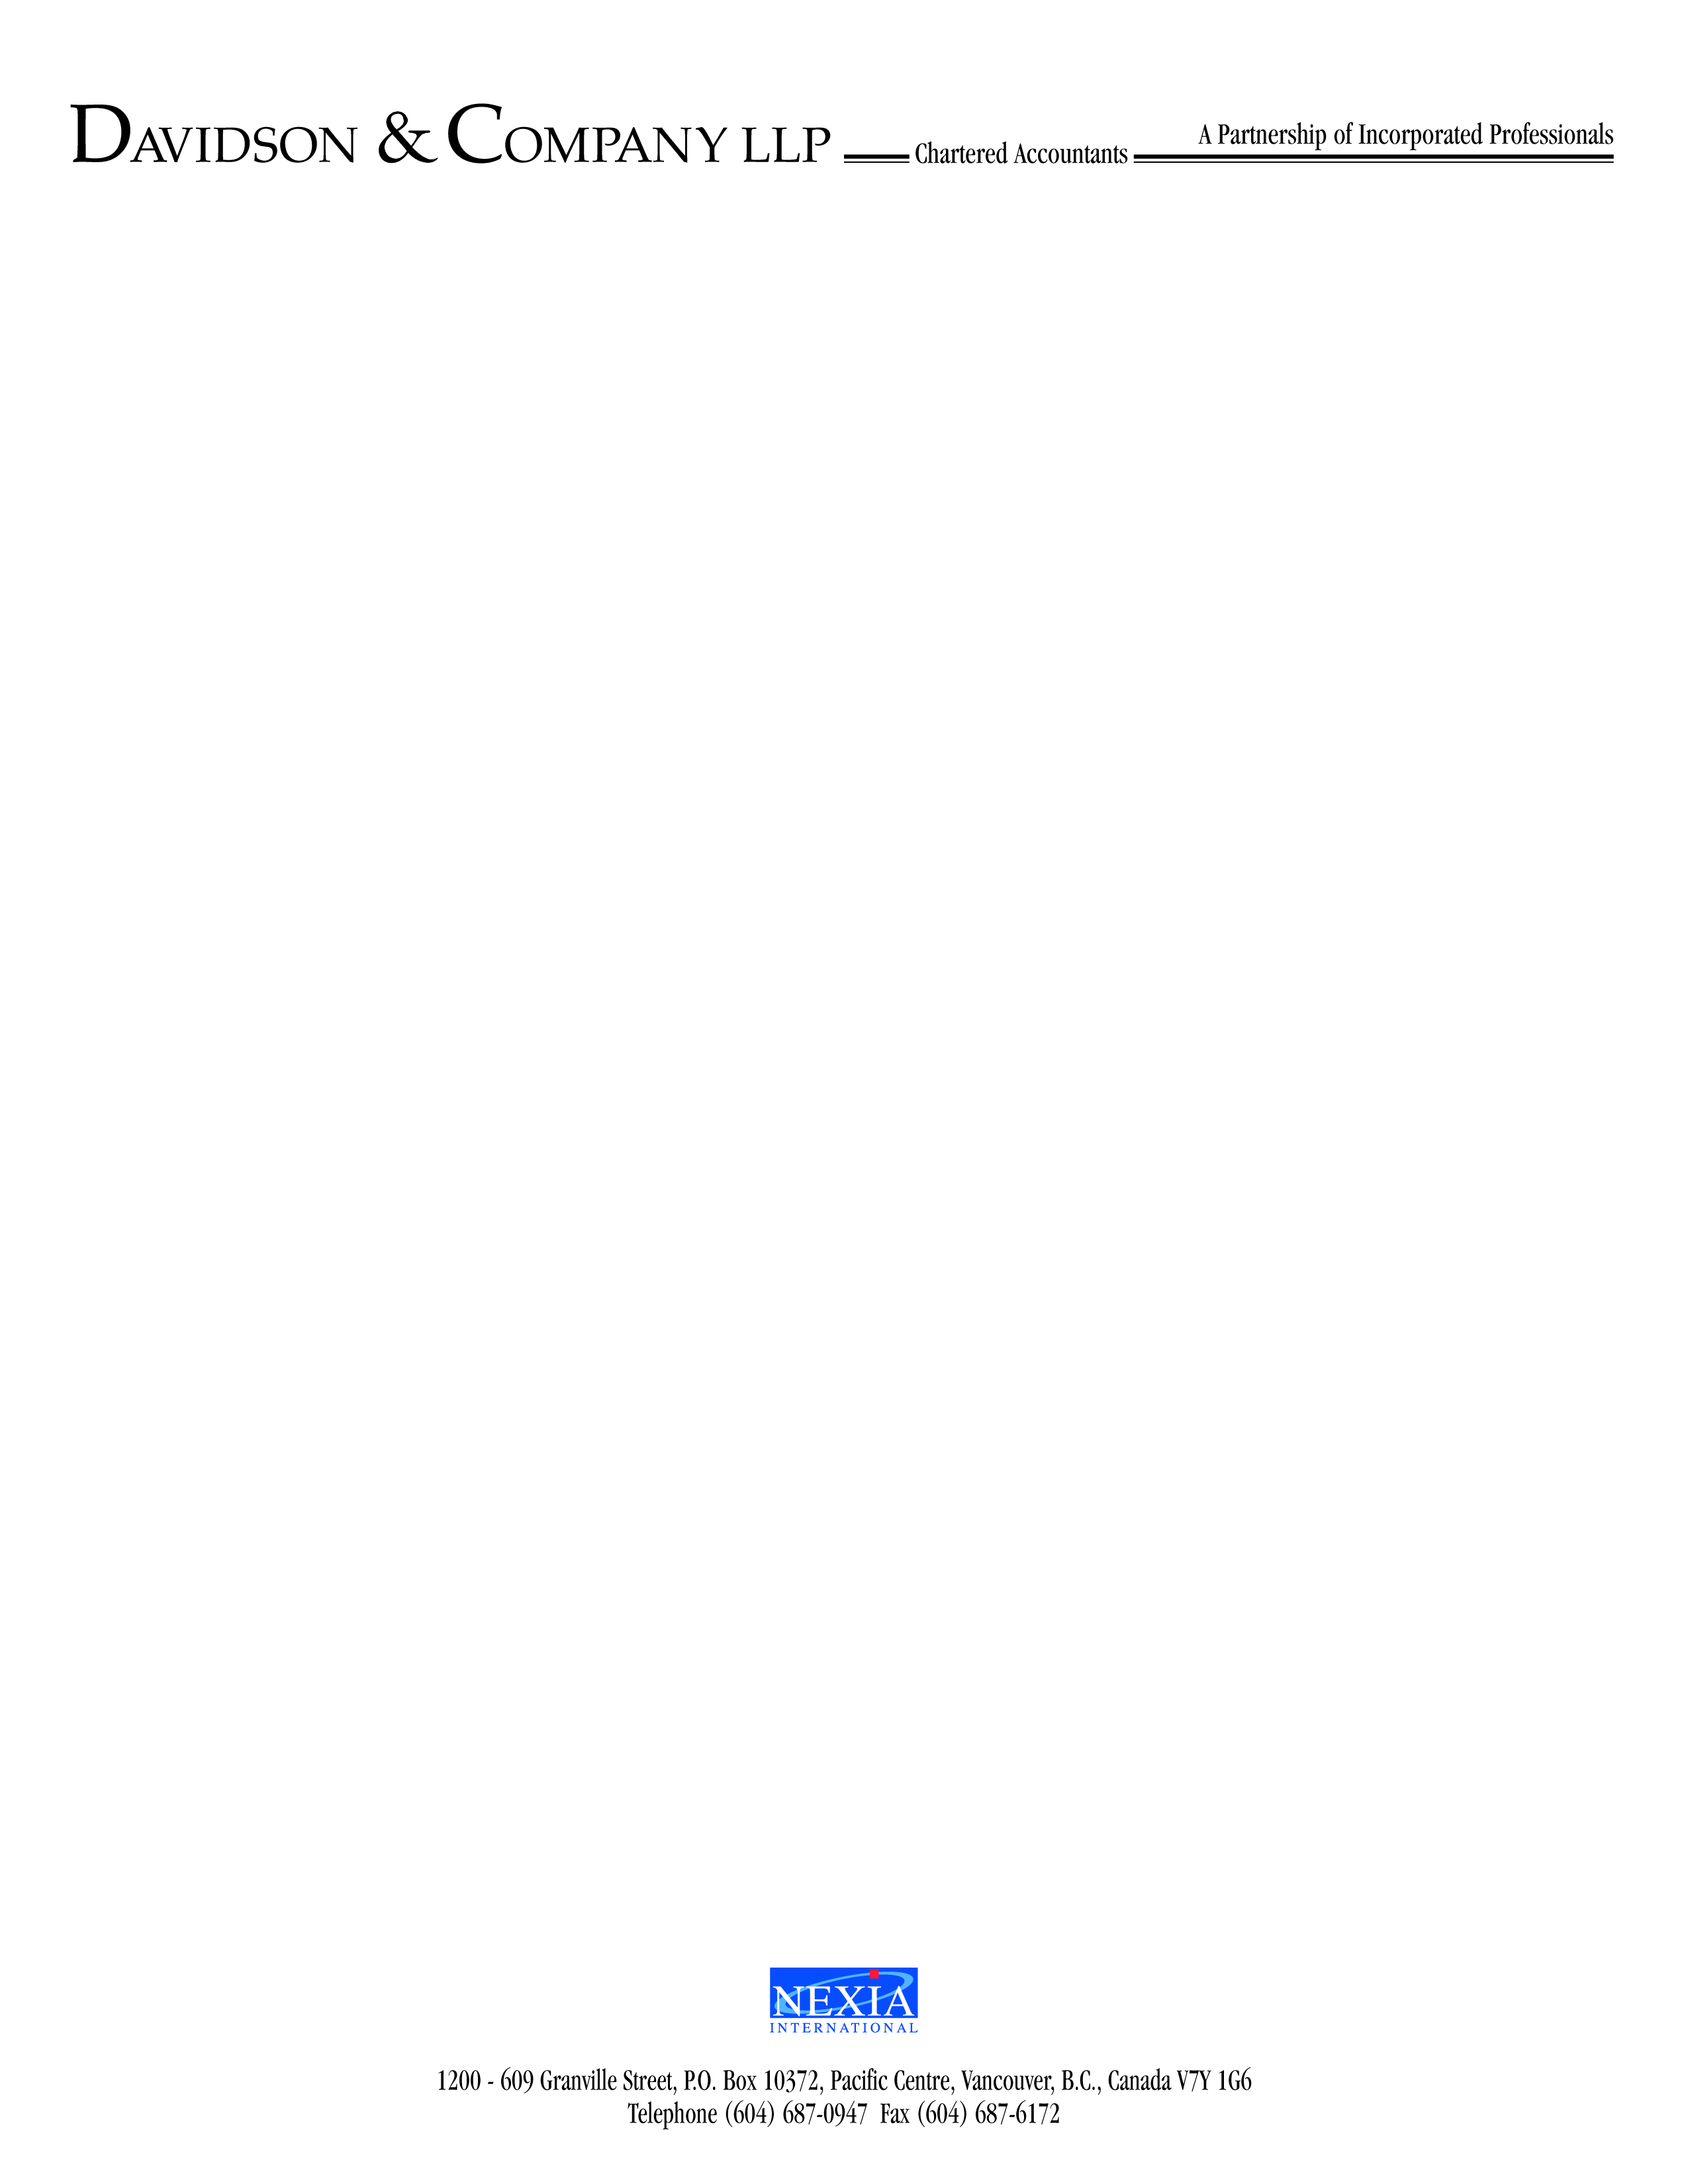 DAVIDSON & COMPANY LLP Chartered Accountants A Partnership of Incorporated Professionals
NEXIA
INTERNATIONAL
1200 - 609 Granville Street, P.O. Box 10372, Pacific Centre, Vancouver, B.C., Canada V7Y 1G6
Telephone (604) 687-0947 Fax (604) 687-6172